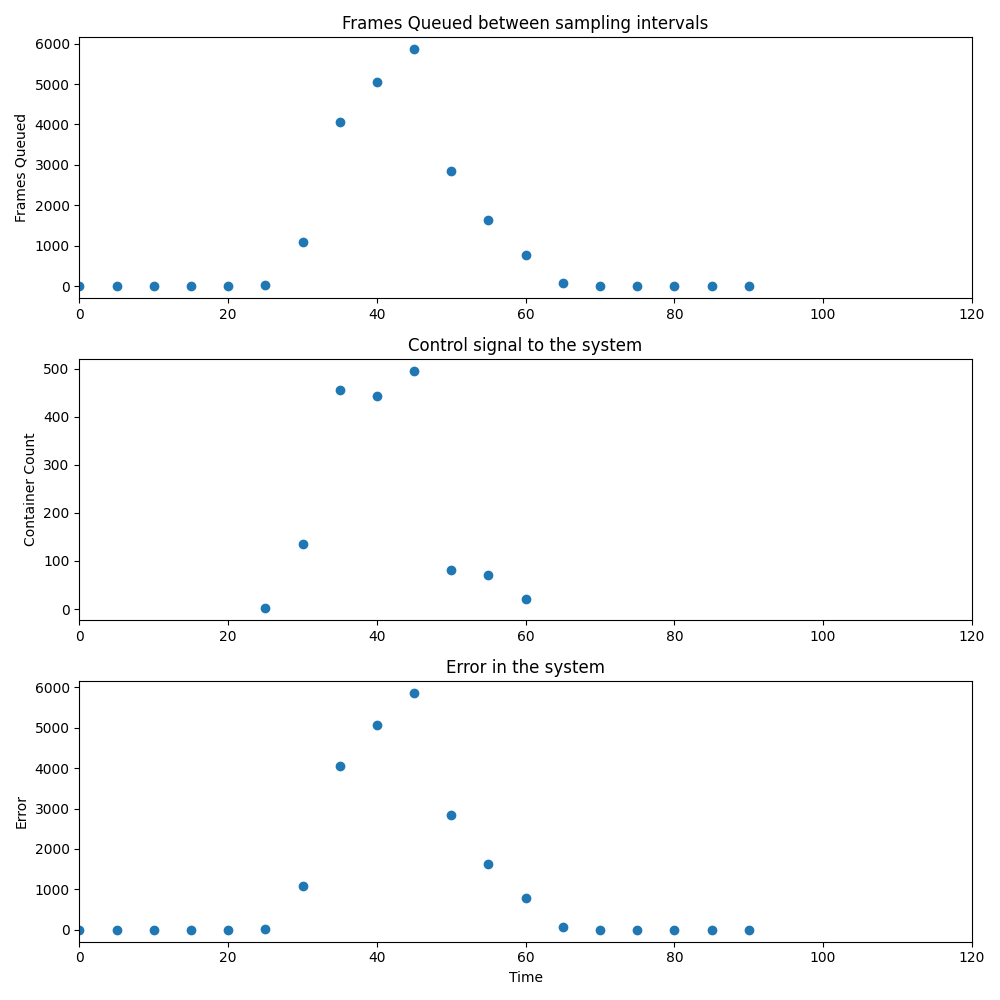 Frames Queued between sampling intervals
Frames Queued
6000
5000
4000
3000
2000
1000
0
0 20 40 60 80 100 120
Control signal to the system
Container Count
500
400
300
200
100
0
0 20 40 60 80 100 120
Error in the system
Error
6000
5000
4000
3000
2000
1000
0
0 20 40 60 80 100 120
Time